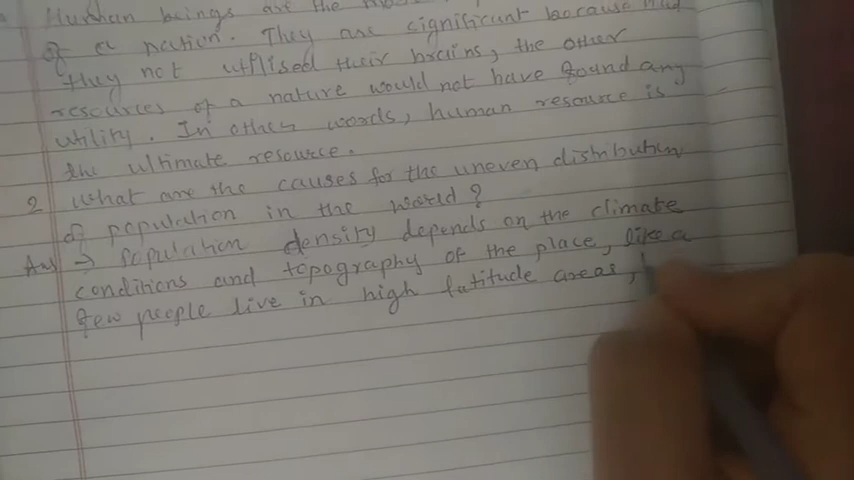 Human beings are the
of a nation. They are significant because had
they not utilised their brains, the other
resources of a nature would not have found any
utility. In other words, human resource is
the ultimate resource.
2 What are the causes for the uneven distribution
of population in the world?
Ans → Population density depends on the climate
conditions and topography of the place, like a
few people live in high latitude areas,